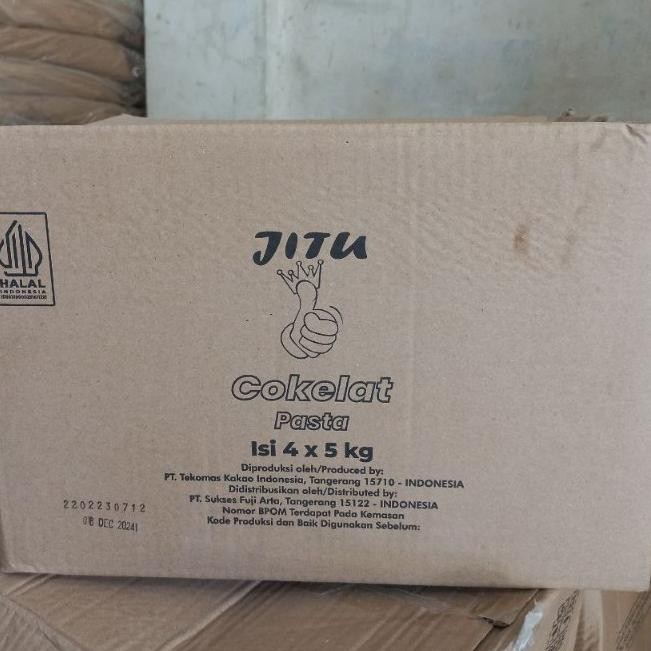 JITU
HALAL
INDONESIA
Cokelat
Pasta
Isi 4 x 5 kg
Diproduksi oleh/Produced by:
PT. Tekomas Kakao Indonesia, Tangerang 15710 - INDONESIA
Didistribusikan oleh/Distributed by:
PT. Sukses Fuji Arta, Tangerang 15122 - INDONESIA
Nomor BPOM Terdapat Pada Kemasan
Kode Produksi dan Baik Digunakan Sebelum:
2202230712
DEC 2024